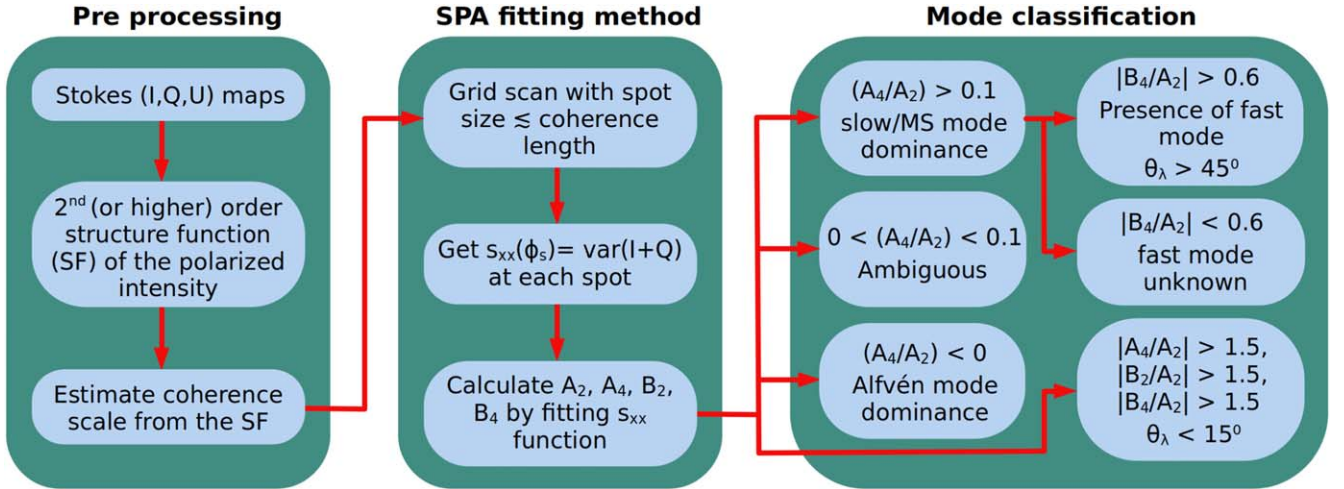 Pre processing
Stokes (I,Q,U) maps
2ⁿᵈ (or higher) order
structure function
(SF) of the polarized
intensity
Estimate coherence
scale from the SF
SPA fitting method
Grid scan with spot
size ≲ coherence
length
Get s_xx(ϕ_s)= var(I+Q)
at each spot
Calculate A₂, A₄, B₂,
B₄ by fitting s_xx
function
Mode classification
(A₄/A₂) > 0.1
slow/MS mode
dominance
0 < (A₄/A₂) < 0.1
Ambiguous
(A₄/A₂) < 0
Alfvén mode
dominance
|B₄/A₂| > 0.6
Presence of fast
mode
θ_λ > 45⁰
|B₄/A₂| < 0.6
fast mode
unknown
|A₄/A₂| > 1.5,
|B₂/A₂| > 1.5,
|B₄/A₂| > 1.5
θ_λ < 15⁰